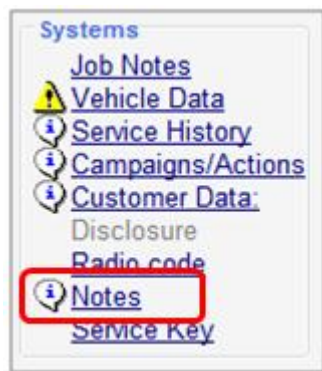 Systems
Job Notes
Vehicle Data
Service History
Campaigns/Actions
Customer Data:
Disclosure
Radio code
Notes
Service Key